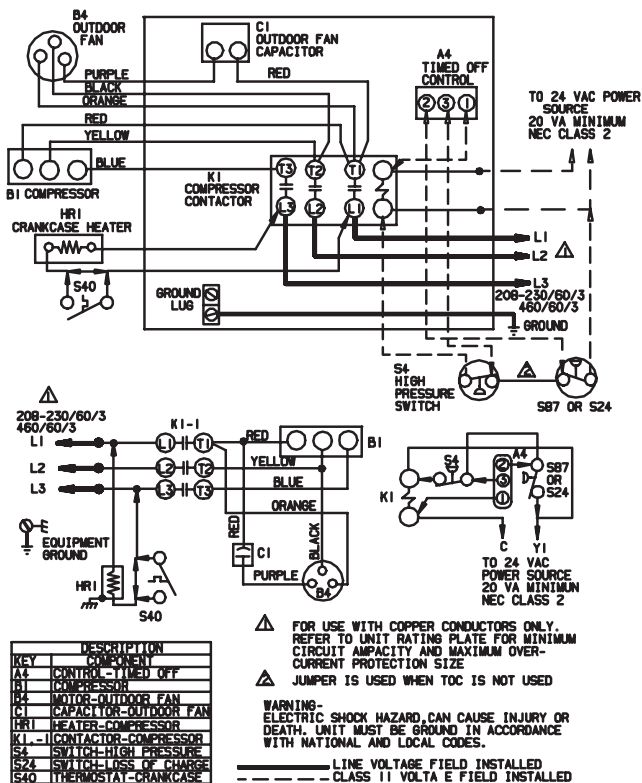 B4
OUTDOOR
FAN
C1
OUTDOOR FAN
CAPACITOR
A4
TIMED OFF
CONTROL
2 3 1
TO 24 VAC POWER
SOURCE
20 VA MINIMUM
NEC CLASS 2
PURPLE
RED
BLACK
ORANGE
RED
YELLOW
BLUE
B1 COMPRESSOR
K1
COMPRESSOR
CONTACTOR
T3 T2 T1
L3 L2 L1
HR1
CRANKCASE HEATER
S40
L1
L2
1
L3
208-230/60/3
460/60/3
GROUND
LUG
GROUND
S4
HIGH
PRESSURE
SWITCH
2
S87 OR S24
1
208-230/60/3
460/60/3
K1-1
L1 L1 T1 RED B1
L2 L2 T2 YELLOW
L3 L3 T3 BLUE
ORANGE
RED
BLACK
C1
PURPLE
B4
EQUIPMENT
GROUND
HR1
S40
S4
A4
2
3
1
S87
OR
S24
K1
C Y1
TO 24 VAC
POWER SOURCE
20 VA MINIMUN
NEC CLASS 2
1 FOR USE WITH COPPER CONDUCTORS ONLY.
REFER TO UNIT RATING PLATE FOR MINIMUM
CIRCUIT AMPACITY AND MAXIMUM OVER-
CURRENT PROTECTION SIZE
2 JUMPER IS USED WHEN TOC IS NOT USED
WARNING-
ELECTRIC SHOCK HAZARD,CAN CAUSE INJURY OR
DEATH. UNIT MUST BE GROUND IN ACCORDANCE
WITH NATIONAL AND LOCAL CODES.
LINE VOLTAGE FIELD INSTALLED
CLASS II VOLTA E FIELD INSTALLED
DESCRIPTION
KEY COMPONENT
A4 CONTROL-TIMED OFF
B1 COMPRESSOR
B4 MOTOR-OUTDOOR FAN
C1 CAPACITOR-OUTDOOR FAN
HR1 HEATER-COMPRESSOR
K1,-1 CONTACTOR-COMPRESSOR
S4 SWITCH-HIGH PRESSURE
S24 SWITCH-LOSS OF CHARGE
S40 THERMOSTAT-CRANKCASE